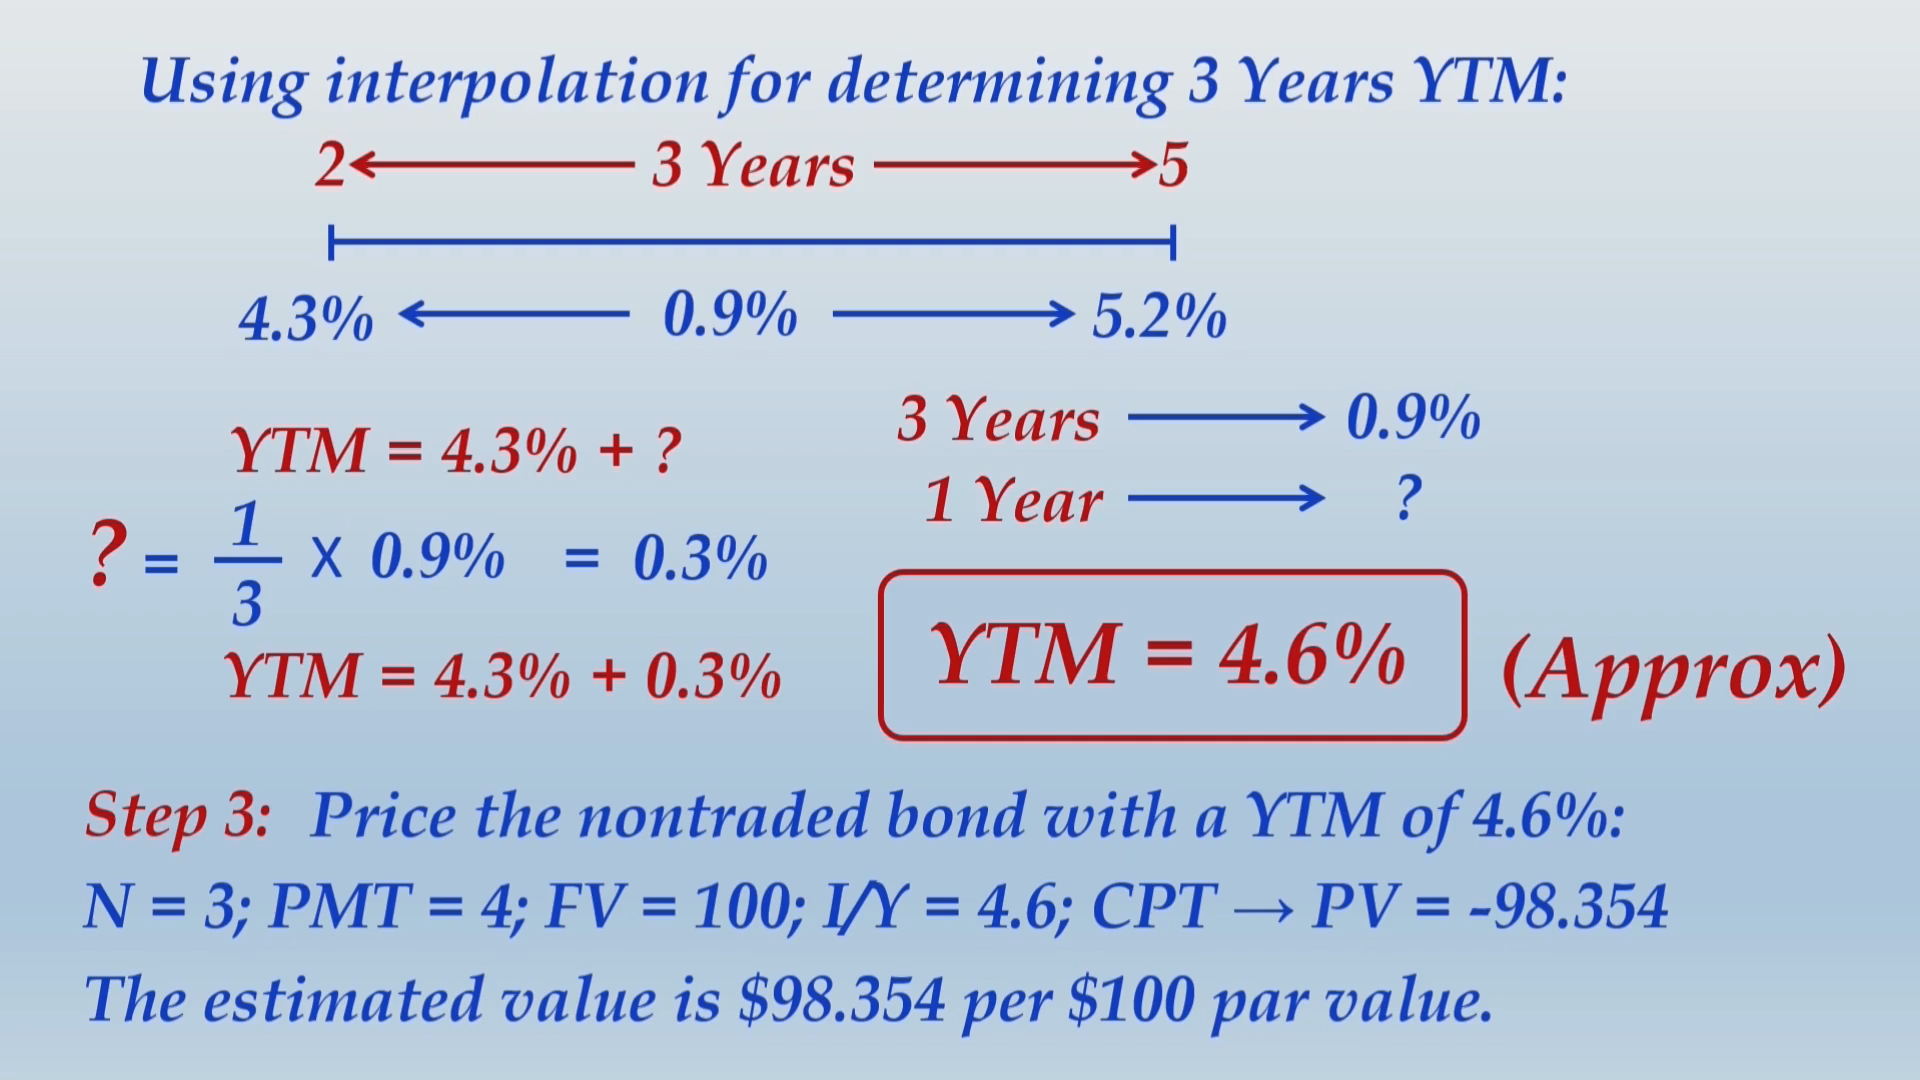 Using interpolation for determining 3 Years YTM:
2 ← 3 Years → 5
4.3% ← 0.9% → 5.2%
3 Years → 0.9%
YTM = 4.3% + ?
1 Year → ?
? = 1/3 X 0.9% = 0.3%
YTM = 4.3% + 0.3%
YTM = 4.6% (Approx)
Step 3: Price the nontraded bond with a YTM of 4.6%:
N = 3; PMT = 4; FV = 100; I/Y = 4.6; CPT → PV = -98.354
The estimated value is $98.354 per $100 par value.